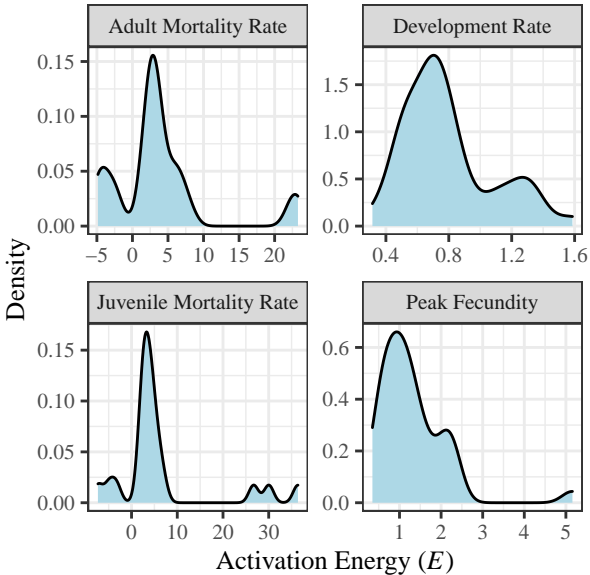 Adult Mortality Rate
Development Rate
0.15
0.10
0.05
0.00
1.5
1.0
0.5
0.0
−5 0 5 10 15 20
0.4 0.8 1.2 1.6
Density
Juvenile Mortality Rate
Peak Fecundity
0.15
0.10
0.05
0.00
0.6
0.4
0.2
0.0
0 10 20 30
1 2 3 4 5
Activation Energy (E)